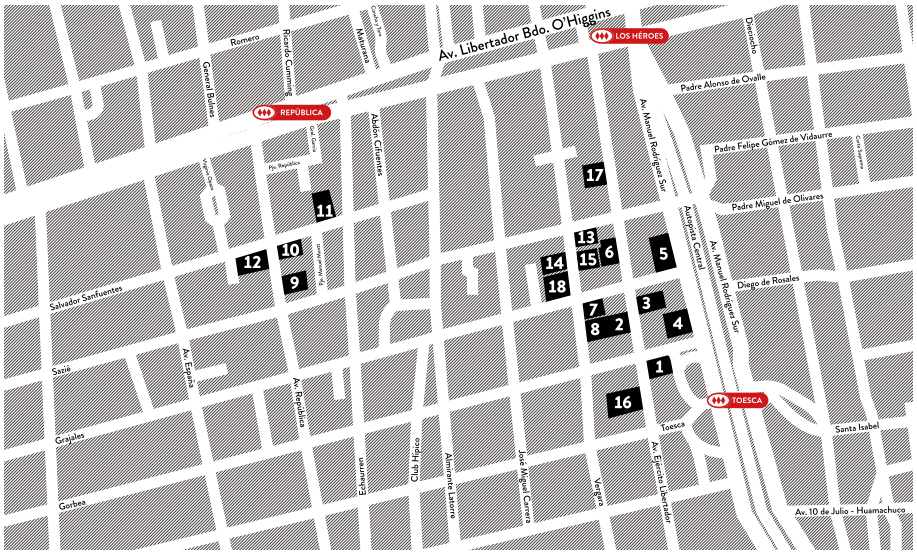 Av. Libertador Bdo. O'Higgins
LOS HÉROES
Dieciocho
Romero
Ricardo Cumming
Maturana
General Bulnes
Padre Alonso de Ovalle
REPÚBLICA
Abdón Cifuentes
Av. Manuel Rodríguez Sur
Padre Felipe Gómez de Vidaurre
Pje. República
17
Padre Miguel de Olivares
11
Autopista Central
13
10
12
14
15
6
5
Av. Manuel Rodríguez Sur
9
18
Diego de Rosales
Salvador Sanfuentes
7
3
8
2
4
Sazié
Av. España
1
Av. República
16
TOESCA
Toesca
Santa Isabel
Grajales
Echaurren
Club Hípico
Almirante Latorre
José Miguel Carrera
Vergara
Av. Ejército Libertador
Gorbea
Av. 10 de Julio - Huamachuco